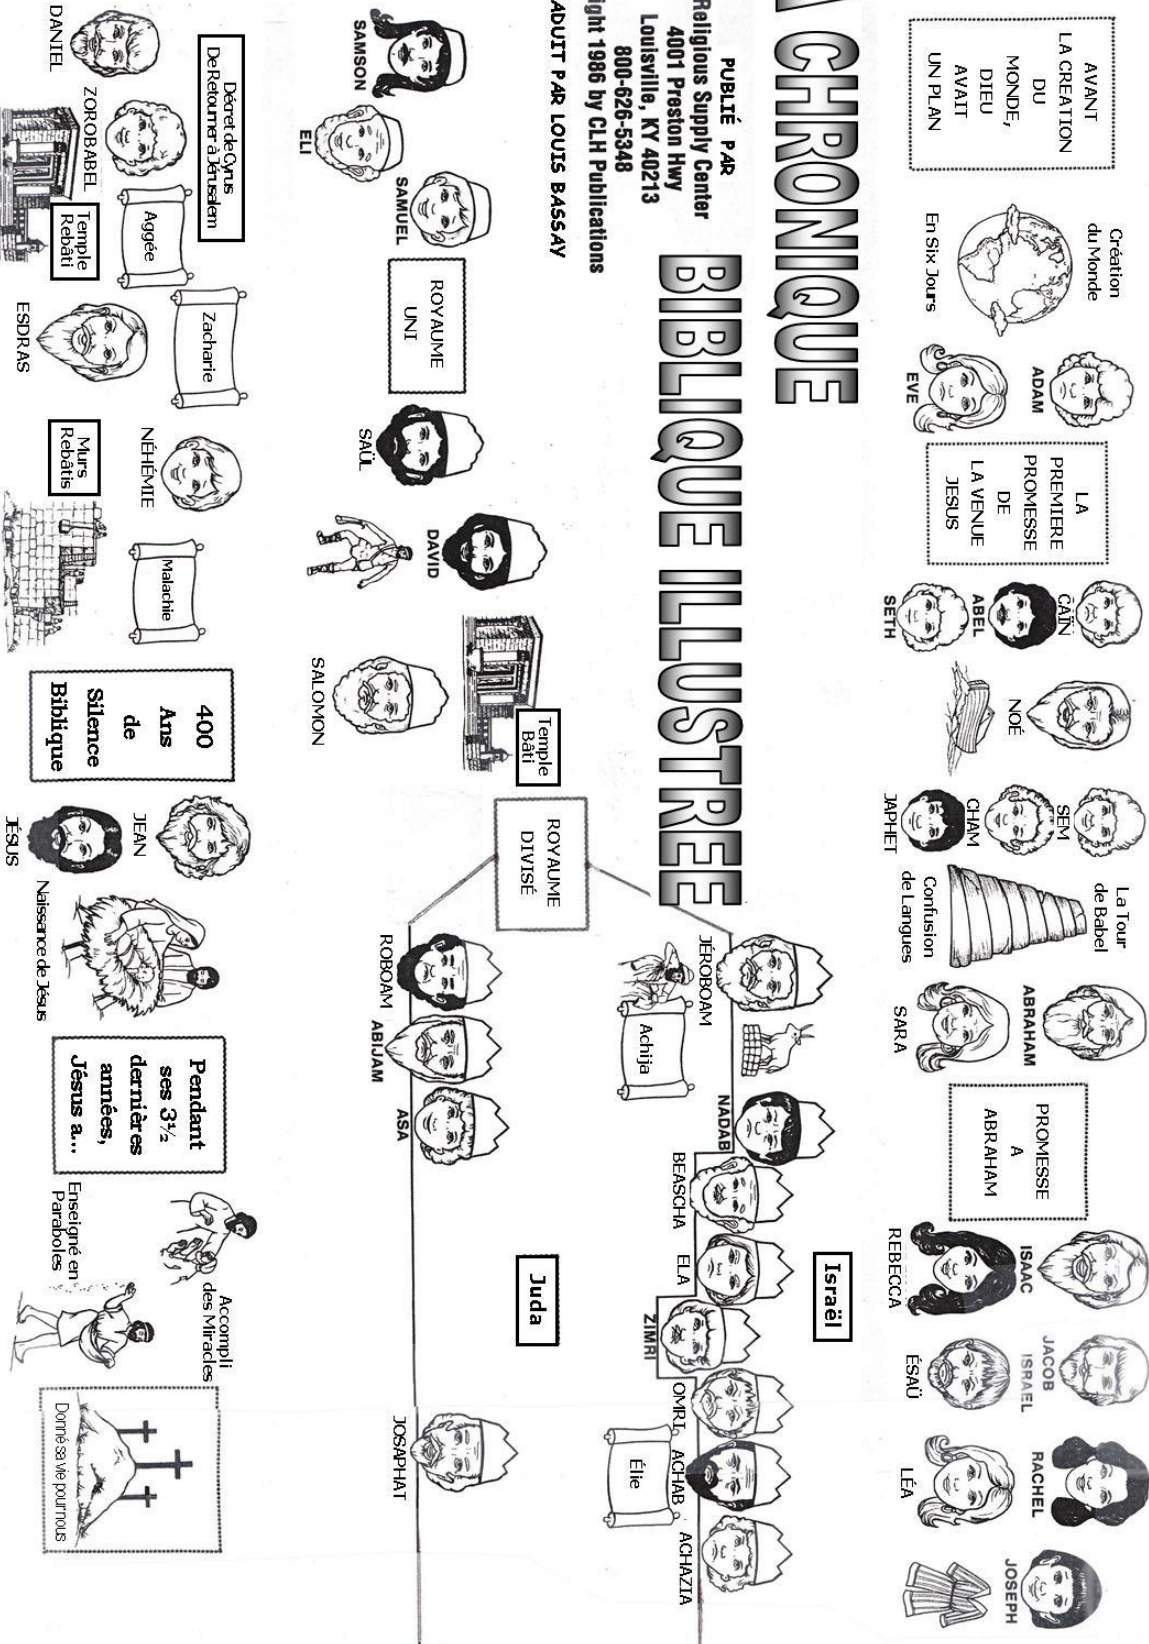 AVANT
LA CREATION
DU
MONDE,
DIEU
AVAIT
UN PLAN
Création
du Monde
En Six Jours
ADAM
EVE
LA
PREMIERE
PROMESSE
DE
LA VENUE
JESUS
CAÏN
ABEL
SETH
NOÉ
SEM
CHAM
JAPHET
La Tour
de Babel
Confusion
de Langues
ABRAHAM
SARA
PROMESSE
A
ABRAHAM
ISAAC
REBECCA
JACOB
ISRAEL
ÉSAÜ
RACHEL
LÉA
JOSEPH
A CHRONIQUE
BIBLIQUE ILLUSTREE
PUBLIÉ PAR
Religious Supply Center
4001 Preston Hwy
Louisville, KY 40213
800-626-5348
ight 1986 by CLH Publications
ADUIT PAR LOUIS BASSAY
Israël
JÉROBOAM
Achija
NADAB
BEASCHA
ELA
ZIMRI
OMRI
ACHAB
Élie
ACHAZIA
Temple
Bâti
ROYAUME
DIVISÉ
Juda
SAMSON
ELI
SAMUEL
ROYAUME
UNI
SAÜL
DAVID
SALOMON
ROBOAM
ABIJAM
ASA
JOSAPHAT
Décret de Cyrus
De Retourner à Jérusalem
DANIEL
ZOROBABEL
Aggée
Temple
Rebâti
Zacharie
ESDRAS
NÉHÉMIE
Murs
Rebâtis
Malachie
400
Ans
de
Silence
Biblique
JEAN
JÉSUS
Naissance de Jésus
Pendant
ses 3½
dernières
années,
Jésus a...
Accompli
des Miracles
Enseigné en
Paraboles
Donné sa vie pour nous